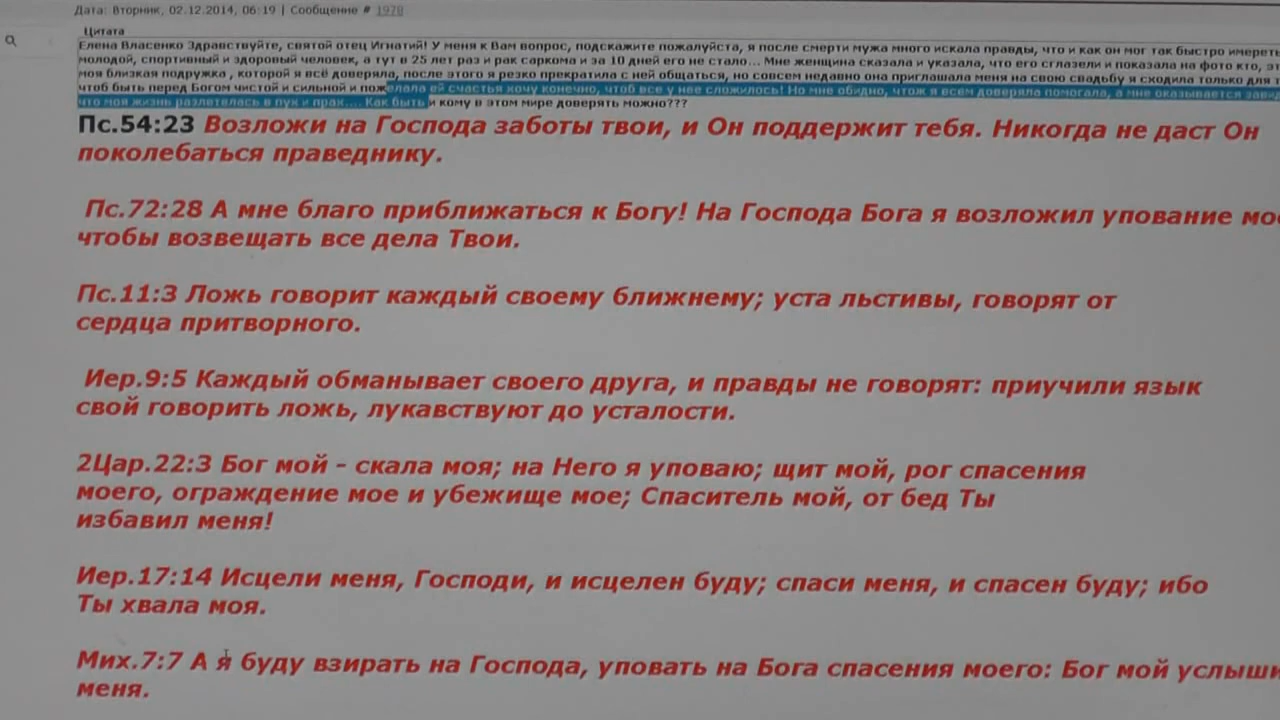 Дата: Вторник, 02.12.2014, 06:19 | Сообщение # 1978
Цитата
Елена Власенко Здравствуйте, святой отец Игнатий! У меня к Вам вопрос, подскажите пожалуйста, я после смерти мужа много искала правды, что и как он мог так быстро
молодой, спортивный и здоровый человек, а тут в 25 лет раз и рак саркома и за 10 дней его не стало... Мне женщина сказала и указала, что его сглазели и показала на фото кто,
моя близкая подружка , которой я всё доверяла, после этого я резко прекратила с ней общаться, но совсем недавно она приглашала меня на свою свадьбу я сходила только для
чтоб быть перед Богом чистой и сильной и пожелала ей счастья хочу конечно, чтоб все у нее сложилось! Но мне обидно, чтож я всем доверяла помогала, а мне оказывается
что моя жизнь разлетелась в пух и прах.... Как быть и кому в этом мире доверять можно???
Пс.54:23 Возложи на Господа заботы твои, и Он поддержит тебя. Никогда не даст Он
поколебаться праведнику.
Пс.72:28 А мне благо приближаться к Богу! На Господа Бога я возложил упование
чтобы возвещать все дела Твои.
Пс.11:3 Ложь говорит каждый своему ближнему; уста льстивы, говорят от
сердца притворного.
Иер.9:5 Каждый обманывает своего друга, и правды не говорят: приучили язык
свой говорить ложь, лукавствуют до усталости.
2Цар.22:3 Бог мой - скала моя; на Него я уповаю; щит мой, рог спасения
моего, ограждение мое и убежище мое; Спаситель мой, от бед Ты
избавил меня!
Иер.17:14 Исцели меня, Господи, и исцелен буду; спаси меня, и спасен буду; ибо
Ты хвала моя.
Мих.7:7 А я буду взирать на Господа, уповать на Бога спасения моего: Бог мой
меня.